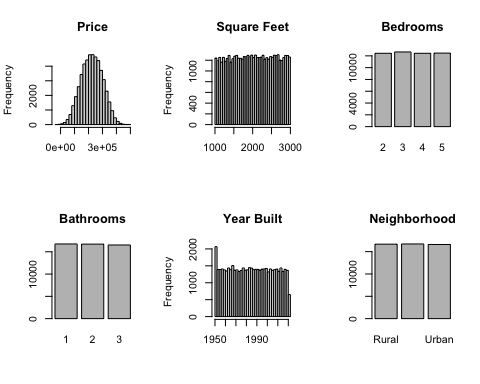 Price
Frequency
0 2000
0e+00 3e+05
Square Feet
0 400 1000
1000 2000 3000
Bedrooms
0 4000 10000
2 3 4 5
Bathrooms
0 10000
1 2 3
Year Built
Frequency
0 500 1000 2000
1950 1990
Neighborhood
0 10000
Rural Urban